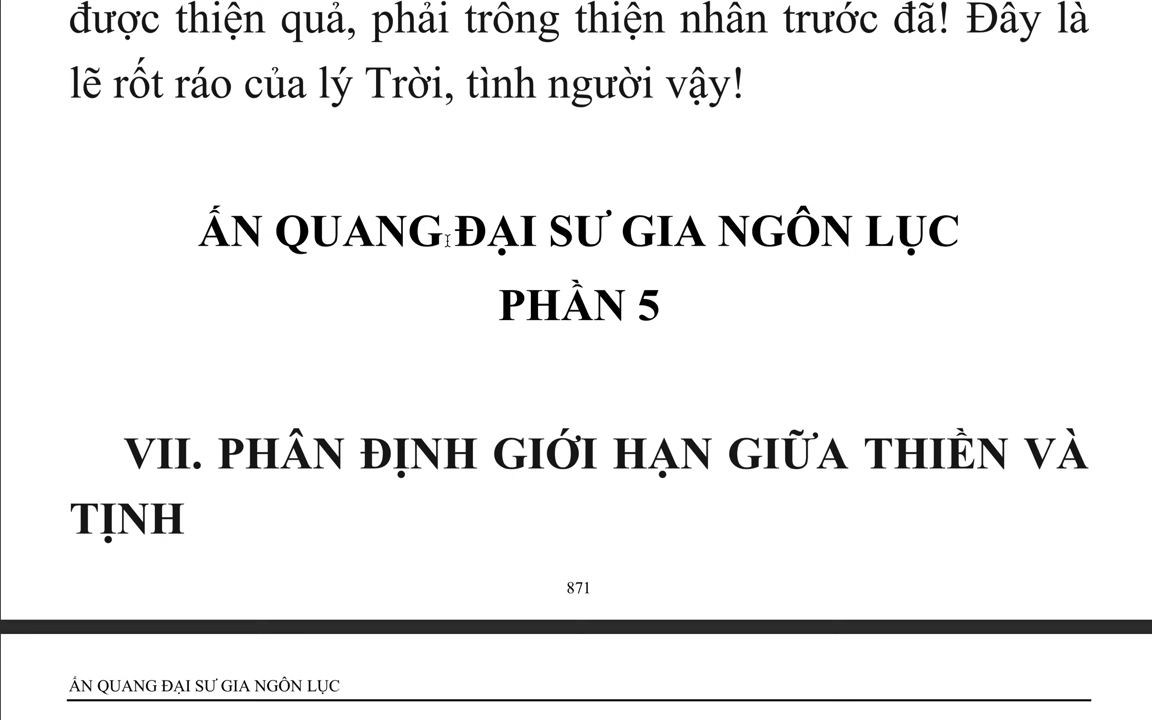 được thiện quả, phải trồng thiện nhân trước đã! Đây là
lẽ rốt ráo của lý Trời, tình người vậy!
ẤN QUANG ĐẠI SƯ GIA NGÔN LỤC
PHẦN 5
VII. PHÂN ĐỊNH GIỚI HẠN GIỮA THIỀN VÀ
TỊNH
871
ẤN QUANG ĐẠI SƯ GIA NGÔN LỤC